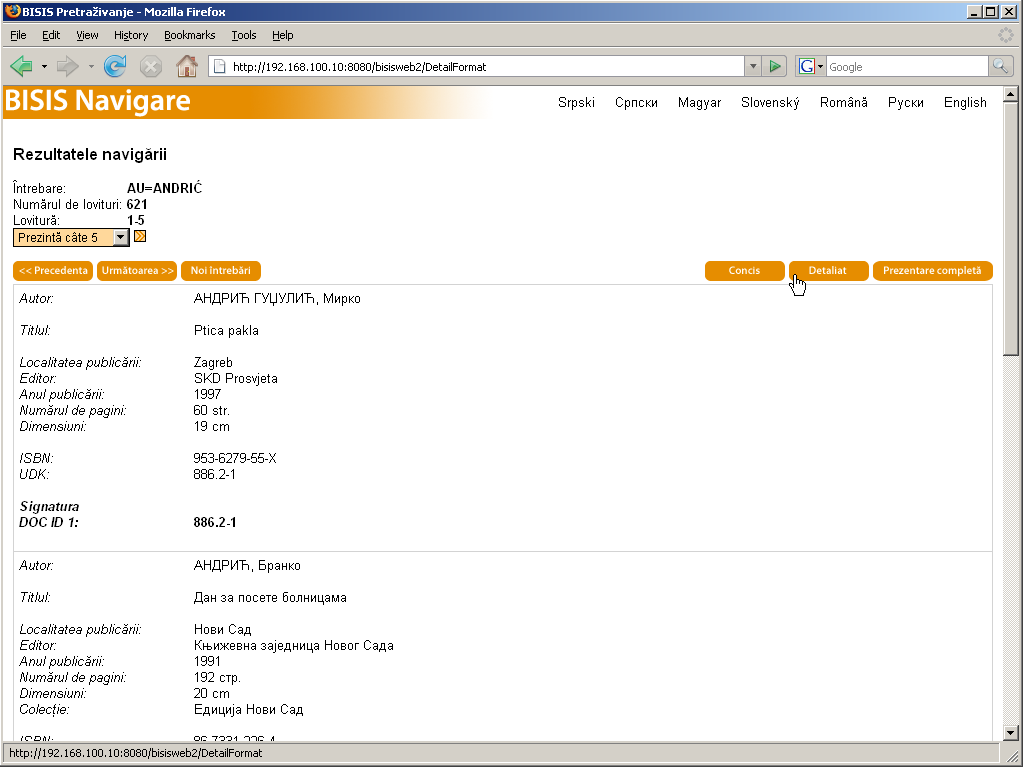 BISIS Pretraživanje - Mozilla Firefox
File Edit View History Bookmarks Tools Help
http://192.168.100.10:8080/bisisweb2/DetailFormat
G Google
BISIS Navigare
Srpski Српски Magyar Slovenský Română Руски English
Rezultatele navigării
Întrebare: AU=ANDRIĆ
Numărul de lovituri: 621
Lovitură: 1-5
Prezintă câte 5
<< Precedenta Următoarea >> Noi întrebări Concis Detaliat Prezentare completă
Autor: АНДРИЋ ГУЏУЛИЋ, Мирко
Titlul: Ptica pakla
Localitatea publicării: Zagreb
Editor: SKD Prosvjeta
Anul publicării: 1997
Numărul de pagini: 60 str.
Dimensiuni: 19 cm
ISBN: 953-6279-55-X
UDK: 886.2-1
Signatura
DOC ID 1: 886.2-1
Autor: АНДРИЋ, Бранко
Titlul: Дан за посете болницама
Localitatea publicării: Нови Сад
Editor: Књижевна заједница Новог Сада
Anul publicării: 1991
Numărul de pagini: 192 стр.
Dimensiuni: 20 cm
Colecţie: Едиција Нови Сад
ISBN: 86-7331-226-4
http://192.168.100.10:8080/bisisweb2/DetailFormat